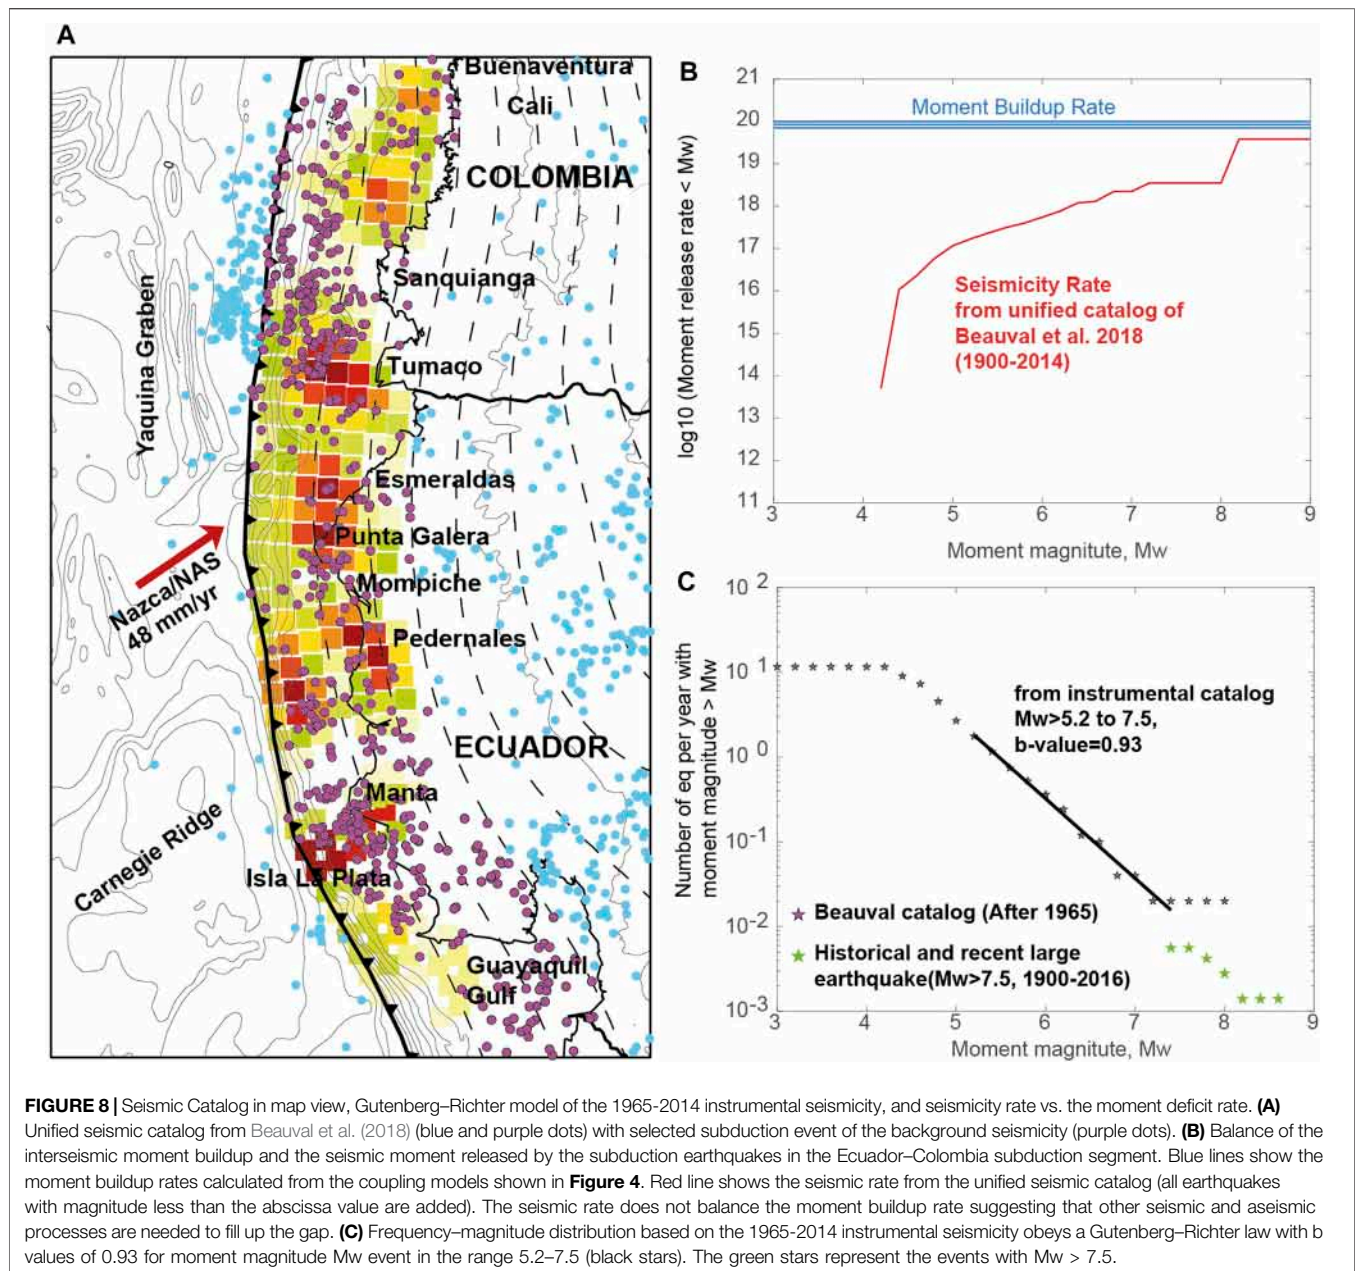 A
Buenaventura
Cali
COLOMBIA
Yaquina Graben
Sanquianga
Tumaco
Esmeraldas
Punta Galera
Nazca/NAS
48 mm/yr
Mompiche
Pedernales
ECUADOR
Carnegie Ridge
Manta
Isla La Plata
Guayaquil
Gulf
B
21
20
19
18
17
16
15
14
13
12
11
log10 (Moment release rate < Mw)
Moment Buildup Rate
Seismicity Rate
from unified catalog of
Beauval et al. 2018
(1900-2014)
3 4 5 6 7 8 9
Moment magnitute, Mw
C
10 2
10 1
10 0
10-1
10-2
10-3
Number of eq per year with
moment magnitude > Mw
from instrumental catalog
Mw>5.2 to 7.5,
b-value=0.93
Beauval catalog (After 1965)
Historical and recent large
earthquake(Mw>7.5, 1900-2016)
3 4 5 6 7 8 9
Moment magnitute, Mw
FIGURE 8 | Seismic Catalog in map view, Gutenberg–Richter model of the 1965-2014 instrumental seismicity, and seismicity rate vs. the moment deficit rate. (A)
Unified seismic catalog from Beauval et al. (2018) (blue and purple dots) with selected subduction event of the background seismicity (purple dots). (B) Balance of the
interseismic moment buildup and the seismic moment released by the subduction earthquakes in the Ecuador–Colombia subduction segment. Blue lines show the
moment buildup rates calculated from the coupling models shown in Figure 4. Red line shows the seismic rate from the unified seismic catalog (all earthquakes
with magnitude less than the abscissa value are added). The seismic rate does not balance the moment buildup rate suggesting that other seismic and aseismic
processes are needed to fill up the gap. (C) Frequency–magnitude distribution based on the 1965-2014 instrumental seismicity obeys a Gutenberg–Richter law with b
values of 0.93 for moment magnitude Mw event in the range 5.2–7.5 (black stars). The green stars represent the events with Mw > 7.5.